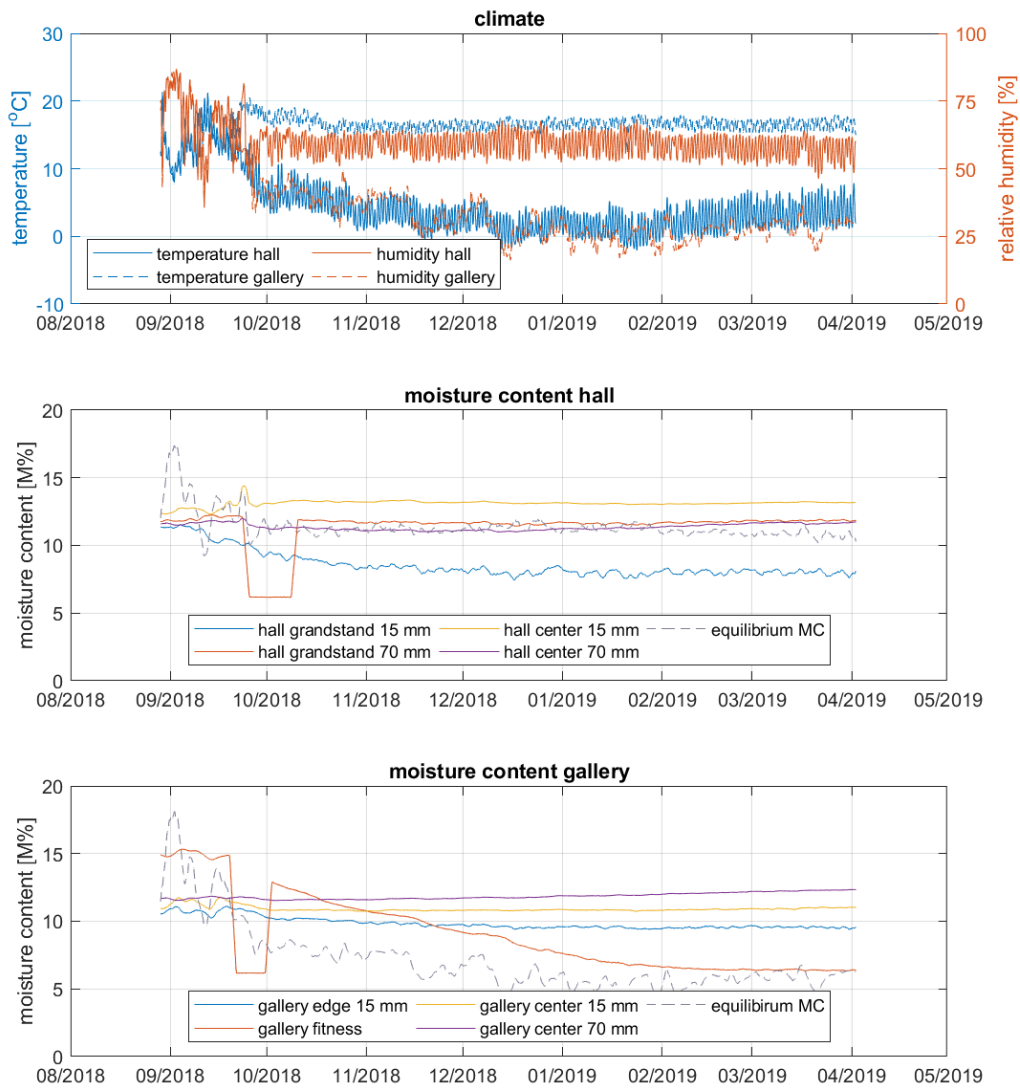 climate
30 100
20 75
10 50
0 25
-10 0
temperature [°C]
relative humidity [%]
temperature hall humidity hall
temperature gallery humidity gallery
08/2018 09/2018 10/2018 11/2018 12/2018 01/2019 02/2019 03/2019 04/2019 05/2019
moisture content hall
20
15
10
5
0
moisture content [M%]
hall grandstand 15 mm hall center 15 mm equilibrium MC
hall grandstand 70 mm hall center 70 mm
08/2018 09/2018 10/2018 11/2018 12/2018 01/2019 02/2019 03/2019 04/2019 05/2019
moisture content gallery
20
15
10
5
0
moisture content [M%]
gallery edge 15 mm gallery center 15 mm equilibirum MC
gallery fitness gallery center 70 mm
08/2018 09/2018 10/2018 11/2018 12/2018 01/2019 02/2019 03/2019 04/2019 05/2019